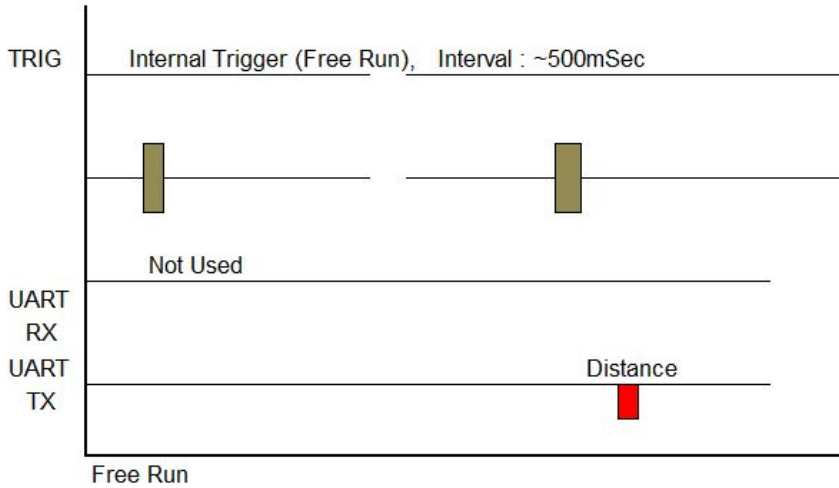 TRIG
Internal Trigger (Free Run), Interval : ~500mSec
Not Used
UART
RX
UART
TX
Distance
Free Run